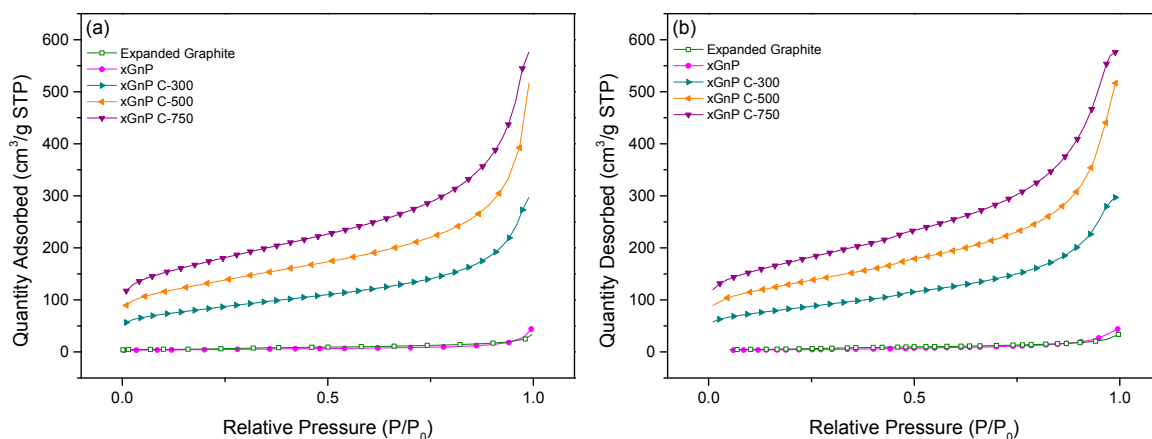 (a)
600
500
400
300
200
100
0
Quantity Adsorbed (cm³/g STP)
Expanded Graphite
xGnP
xGnP C-300
xGnP C-500
xGnP C-750
0.0
0.5
1.0
Relative Pressure (P/P₀)
(b)
600
500
400
300
200
100
0
Quantity Desorbed (cm³/g STP)
Expanded Graphite
xGnP
xGnP C-300
xGnP C-500
xGnP C-750
0.0
0.5
1.0
Relative Pressure (P/P₀)